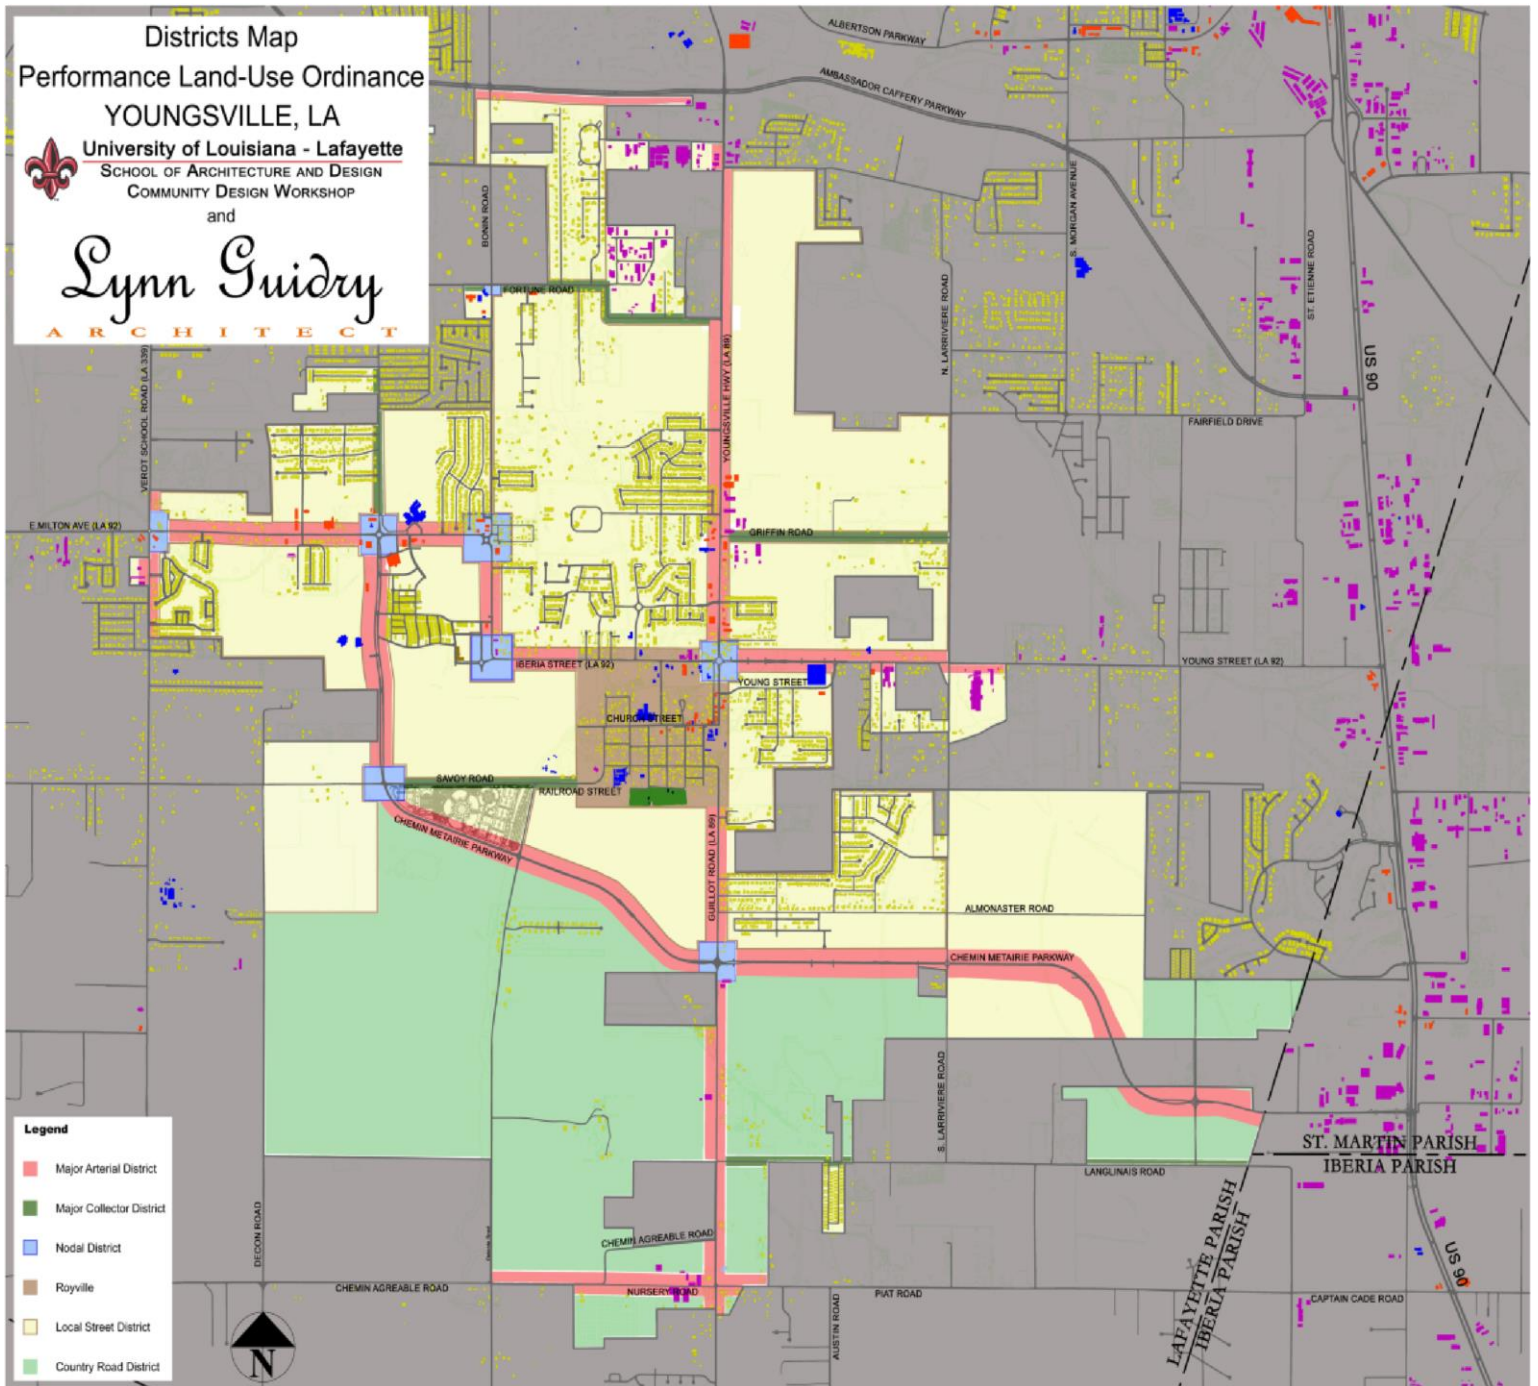 Districts Map
Performance Land-Use Ordinance
YOUNGSVILLE, LA
University of Louisiana - Lafayette
SCHOOL OF ARCHITECTURE AND DESIGN
COMMUNITY DESIGN WORKSHOP
and
Lynn Guidry
ARCHITECT
ALBERTSON PARKWAY
AMBASSADOR CAFFERY PARKWAY
BONIN ROAD
S. MORGAN AVENUE
ST. ETIENNE ROAD
FORTUNE ROAD
N. LARRIVIERE ROAD
VEROT SCHOOL ROAD (LA 339)
YOUNGSVILLE HWY (LA 89)
US 90
FAIRFIELD DRIVE
E.MILTON AVE (LA 92)
GRIFFIN ROAD
IBERIA STREET (LA 92)
YOUNG STREET (LA 92)
YOUNG STREET
CHURCH STREET
SAVOY ROAD
RAILROAD STREET
CHEMIN METAIRIE PARKWAY
GUILLOT ROAD (LA 89)
ALMONASTER ROAD
CHEMIN METAIRIE PARKWAY
S. LARRIVIERE ROAD
ST. MARTIN PARISH
IBERIA PARISH
LANGLINAIS ROAD
LAFAYETTE PARISH
IBERIA PARISH
DECON ROAD
CHEMIN AGREABLE ROAD
US 90
CHEMIN AGREABLE ROAD
NURSERY ROAD
PIAT ROAD
CAPTAIN CADE ROAD
AUSTIN ROAD
Legend
Major Arterial District
Major Collector District
Nodal District
Royville
Local Street District
Country Road District
N